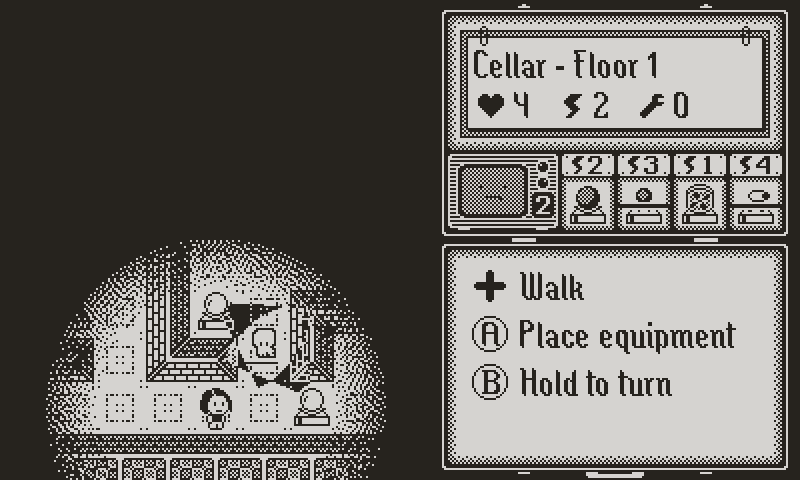 Cellar - Floor 1
4 2 0
2 3 1 4
2
Walk
A Place equipment
B Hold to turn